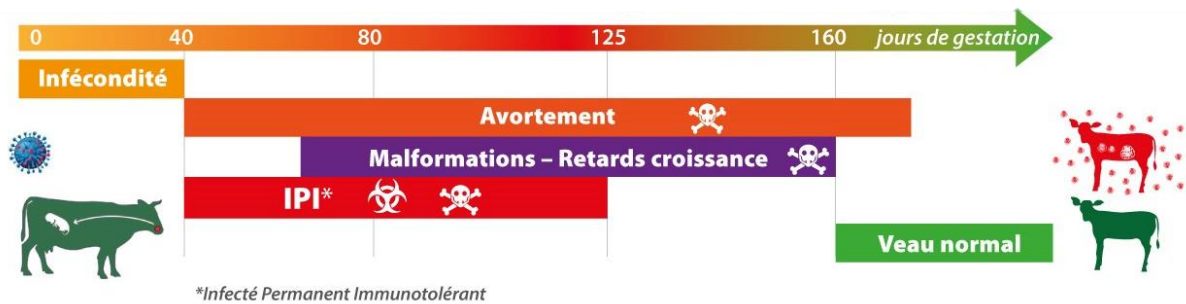 0 40 80 125 160 jours de gestation
Infécondité
Avortement
Malformations – Retards croissance
IPI*
Veau normal
*Infecté Permanent Immunotolérant